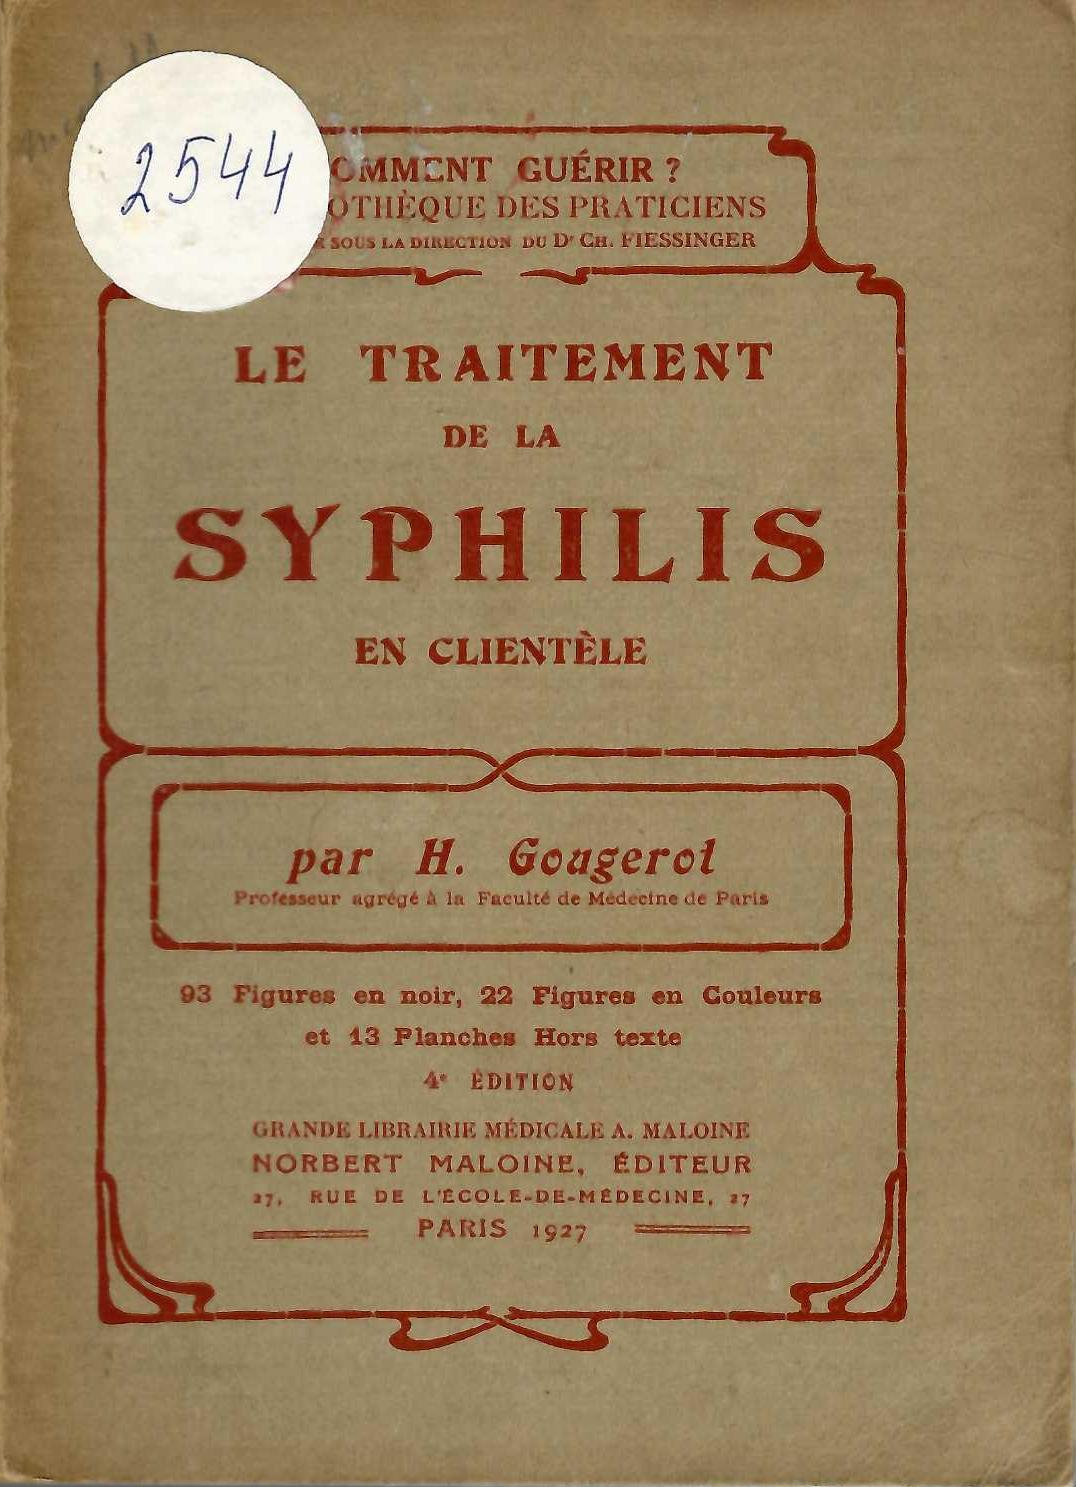 2544
OMMENT GUÉRIR ?
OTHÈQUE DES PRATICIENS
SOUS LA DIRECTION DU Dr CH. FIESSINGER
LE TRAITEMENT
DE LA
SYPHILIS
EN CLIENTÈLE
par H. Gougerot
Professeur agrégé à la Faculté de Médecine de Paris
93 Figures en noir, 22 Figures en Couleurs
et 13 Planches Hors texte
4e ÉDITION
GRANDE LIBRAIRIE MÉDICALE A. MALOINE
NORBERT MALOINE, ÉDITEUR
27, RUE DE L'ÉCOLE-DE-MÉDECINE, 27
PARIS 1927